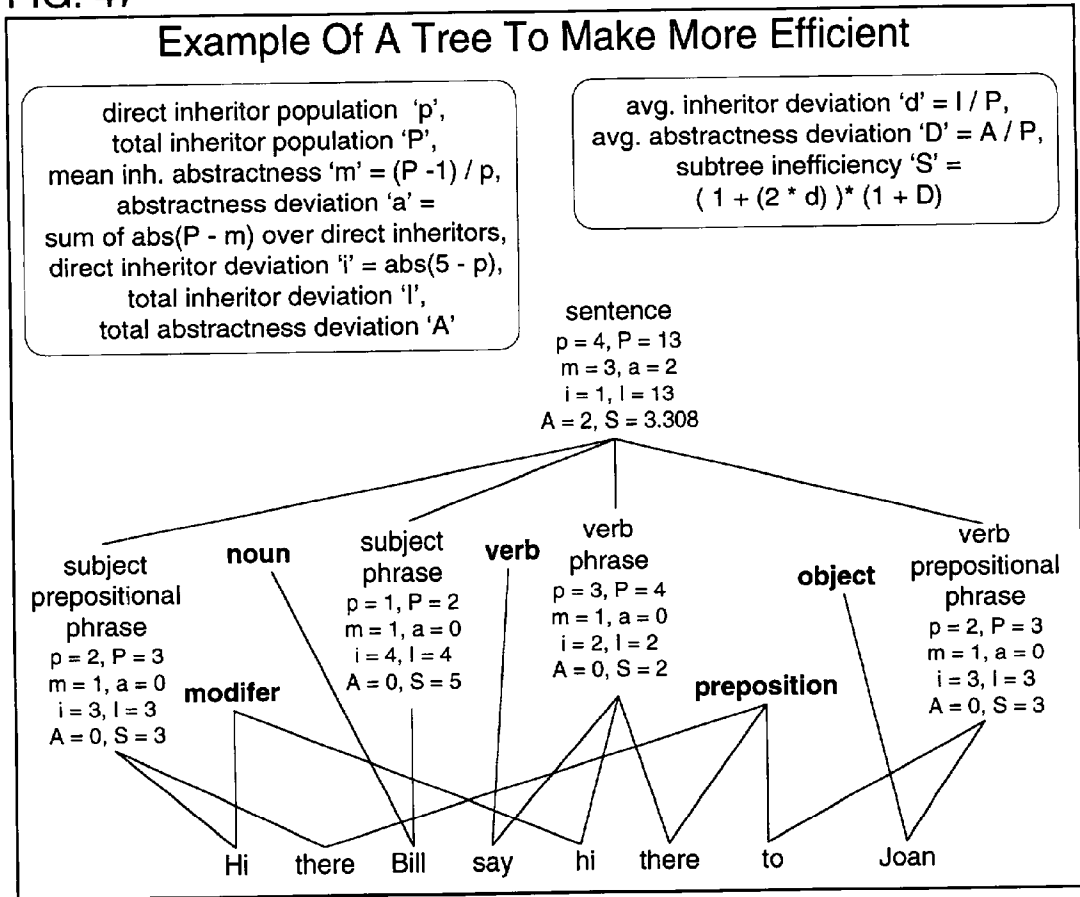 FIG. 47
Example Of A Tree To Make More Efficient
direct inheritor population 'p',
total inheritor population 'P',
mean inh. abstractness 'm' = (P -1) / p,
abstractness deviation 'a' =
sum of abs(P - m) over direct inheritors,
direct inheritor deviation 'i' = abs(5 - p),
total inheritor deviation 'I',
total abstractness deviation 'A'
avg. inheritor deviation 'd' = I / P,
avg. abstractness deviation 'D' = A / P,
subtree inefficiency 'S' =
( 1 + (2 * d) )* (1 + D)
sentence
p = 4, P = 13
m = 3, a = 2
i = 1, I = 13
A = 2, S = 3.308
subject
prepositional
phrase
p = 2, P = 3
m = 1, a = 0
i = 3, I = 3
A = 0, S = 3
noun
subject
phrase
p = 1, P = 2
m = 1, a = 0
i = 4, I = 4
A = 0, S = 5
verb
verb
phrase
p = 3, P = 4
m = 1, a = 0
i = 2, I = 2
A = 0, S = 2
object
verb
prepositional
phrase
p = 2, P = 3
m = 1, a = 0
i = 3, I = 3
A = 0, S = 3
modifer
preposition
Hi there Bill say hi there to Joan